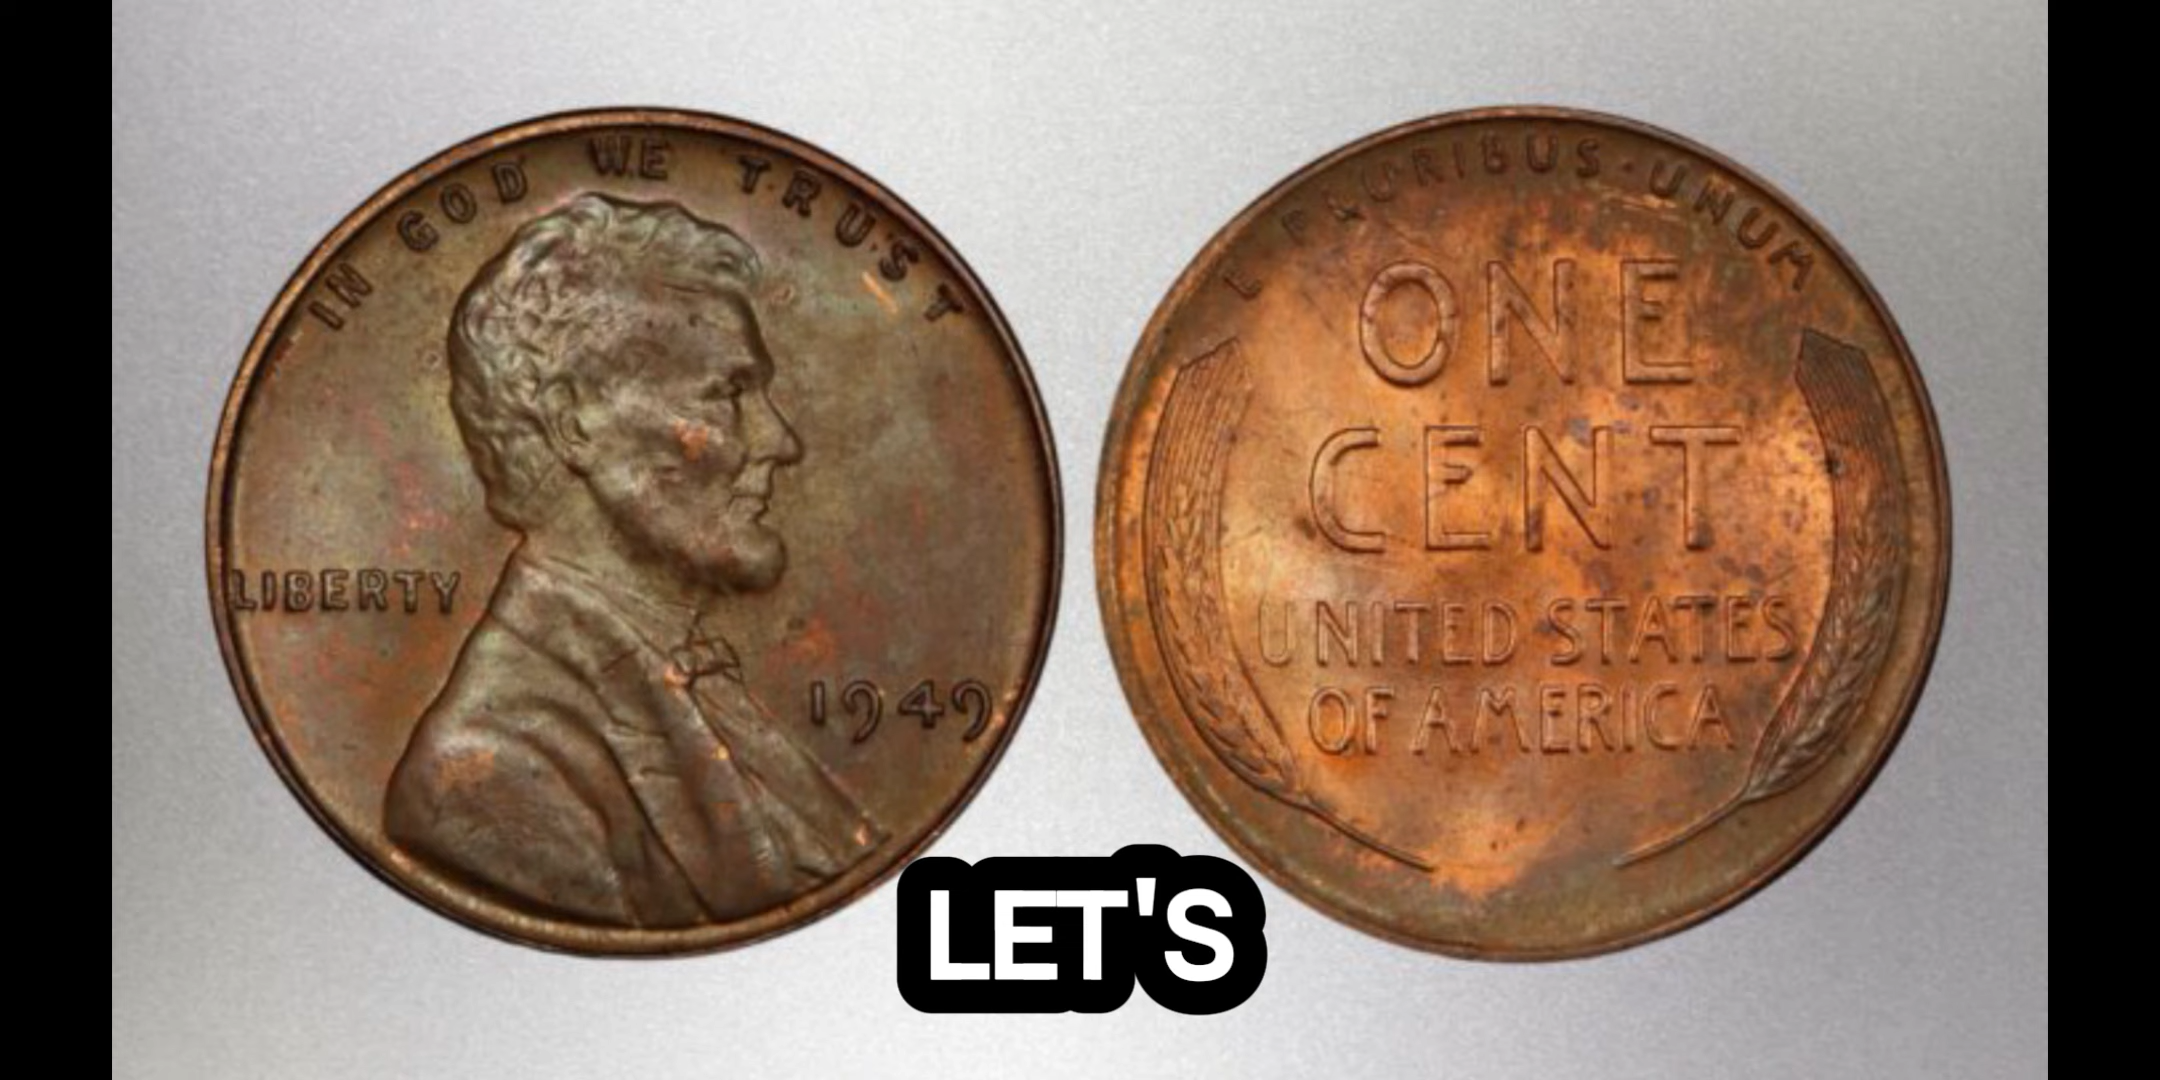 IN GOD WE TRUST
LIBERTY
1949
E PLURIBUS·UNUM
ONE
CENT
UNITED STATES
OF AMERICA
LET'S